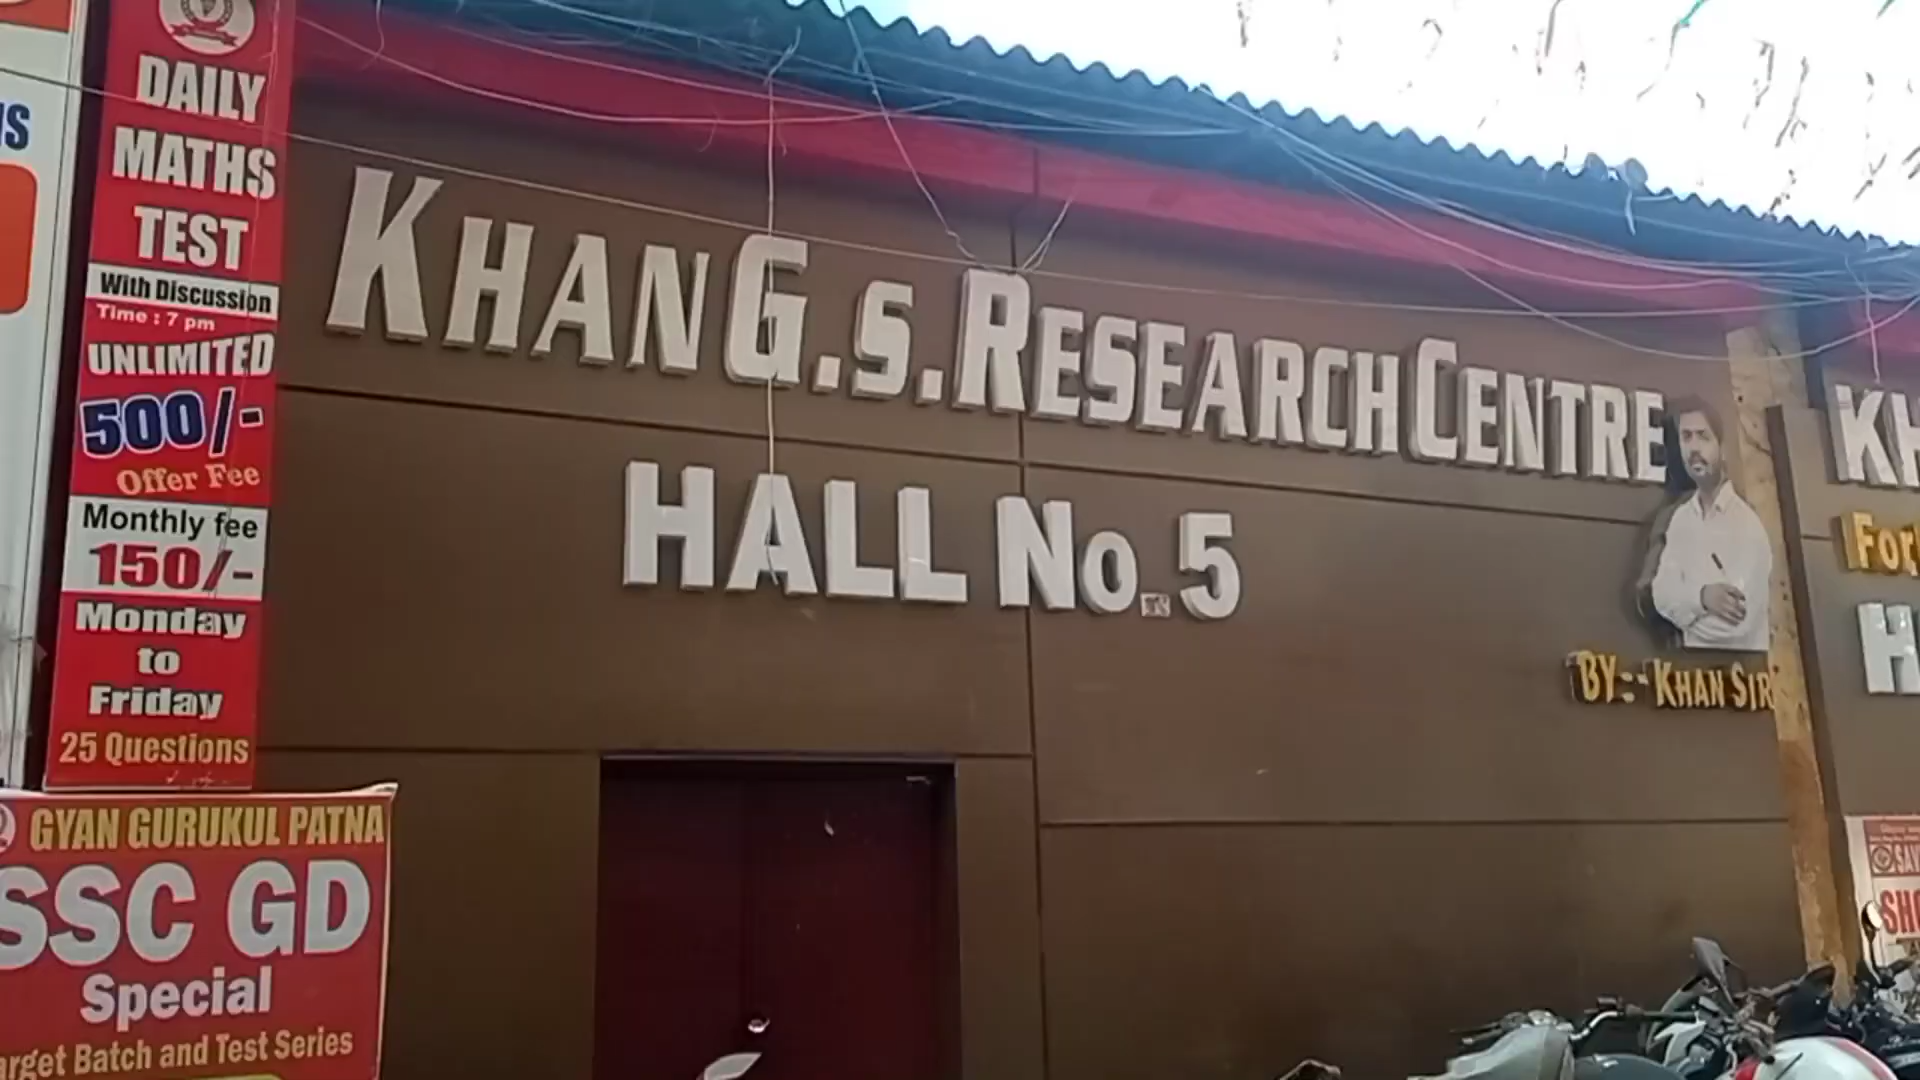 DAILY
MATHS
TEST
With Discussion
Time : 7 pm
UNLIMITED
500/-
Offer Fee
Monthly fee
150/-
Monday
to
Friday
25 Questions
GYAN GURUKUL PATNA
SSC GD
Special
Batch and Test Series
KHAN G.S. RESEARCH CENTRE
HALL No. 5
BY:- KHAN SIR